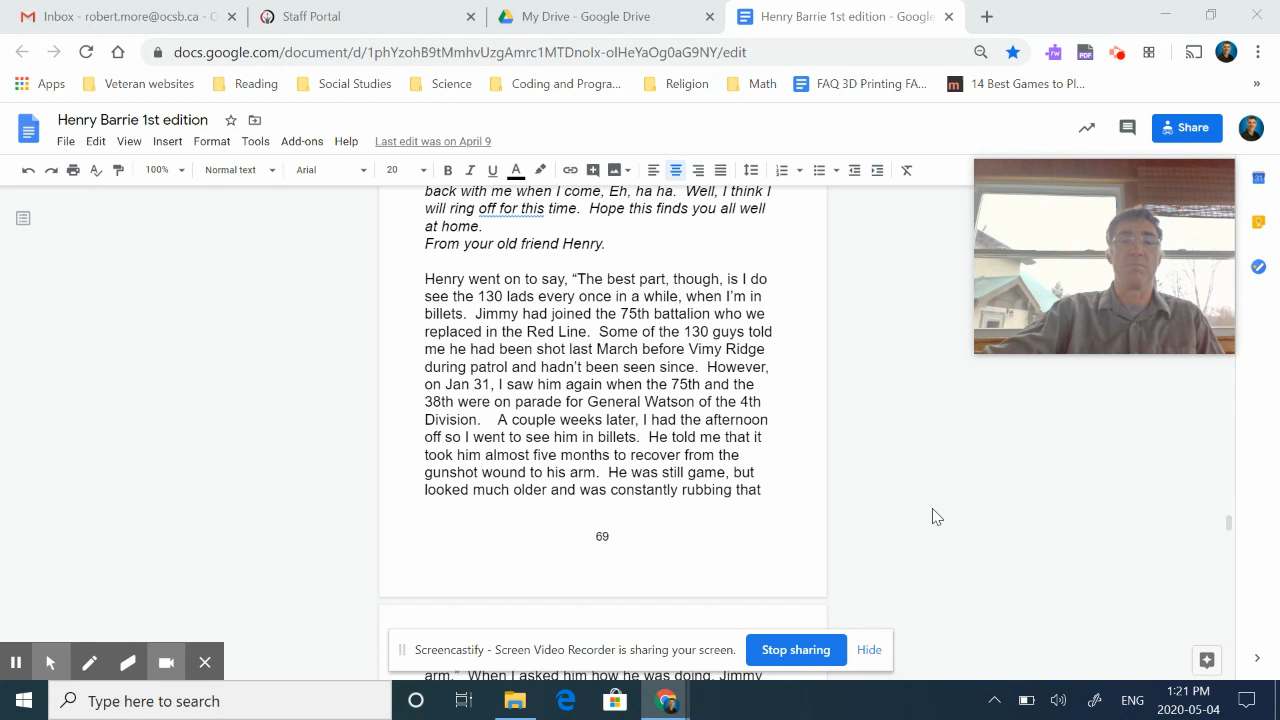 Inbox - robert.more@ocsb.ca - G
Staff Portal
My Drive - Google Drive
Henry Barrie 1st edition - Google
docs.google.com/document/d/1phYzohB9tMmhvUzgAmrc1MTDnoIx-olHeYaOg0aG9NY/edit
Apps
Veteran websites
Reading
Social Studies
Science
Coding and Progra...
Religion
Math
FAQ 3D Printing FA...
14 Best Games to Pl...
»
Henry Barrie 1st edition
File Edit View Insert Format Tools Add-ons Help Last edit was on April 9
Share
100% Normal text Arial 20 B I U A
back with me when I come, Eh, ha ha. Well, I think I
will ring off for this time. Hope this finds you all well
at home.
From your old friend Henry.
Henry went on to say, “The best part, though, is I do
see the 130 lads every once in a while, when I’m in
billets. Jimmy had joined the 75th battalion who we
replaced in the Red Line. Some of the 130 guys told
me he had been shot last March before Vimy Ridge
during patrol and hadn’t been seen since. However,
on Jan 31, I saw him again when the 75th and the
38th were on parade for General Watson of the 4th
Division. A couple weeks later, I had the afternoon
off so I went to see him in billets. He told me that it
took him almost five months to recover from the
gunshot wound to his arm. He was still game, but
looked much older and was constantly rubbing that
69
Screencastify - Screen Video Recorder is sharing your screen.
Stop sharing
Hide
arm.” When I asked him how he was doing, Jimmy
Type here to search
ENG
1:21 PM
2020-05-04